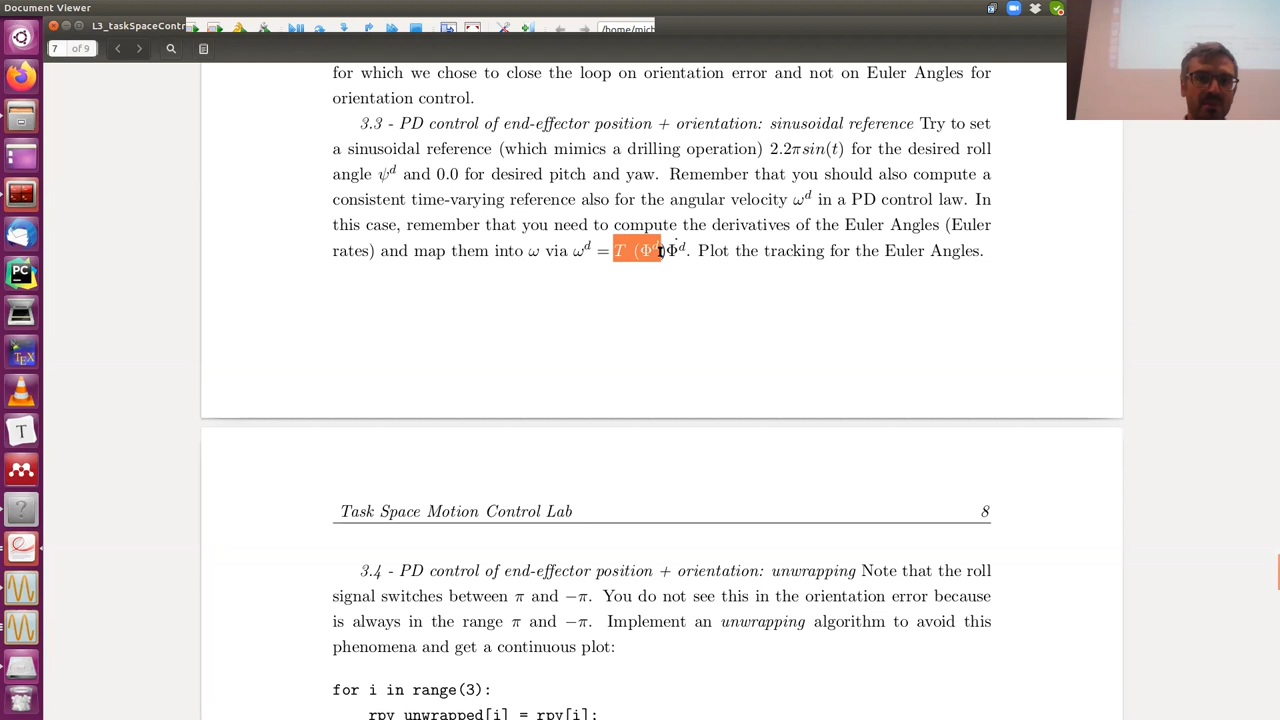 Document Viewer
L3_taskSpaceContr
/home/mich
7 of 9
for which we chose to close the loop on orientation error and not on Euler Angles for
orientation control.
3.3 - PD control of end-effector position + orientation: sinusoidal reference Try to set
a sinusoidal reference (which mimics a drilling operation) 2.2πsin(t) for the desired roll
angle ψᵈ and 0.0 for desired pitch and yaw. Remember that you should also compute a
consistent time-varying reference also for the angular velocity ωᵈ in a PD control law. In
this case, remember that you need to compute the derivatives of the Euler Angles (Euler
rates) and map them into ω via ωᵈ = T (Φᵈ)Φ̇ᵈ. Plot the tracking for the Euler Angles.
Task Space Motion Control Lab 8
3.4 - PD control of end-effector position + orientation: unwrapping Note that the roll
signal switches between π and −π. You do not see this in the orientation error because
is always in the range π and −π. Implement an unwrapping algorithm to avoid this
phenomena and get a continuous plot:
for i in range(3):
rpy_unwrapped[i] = rpy[i];
PC
TEX
T